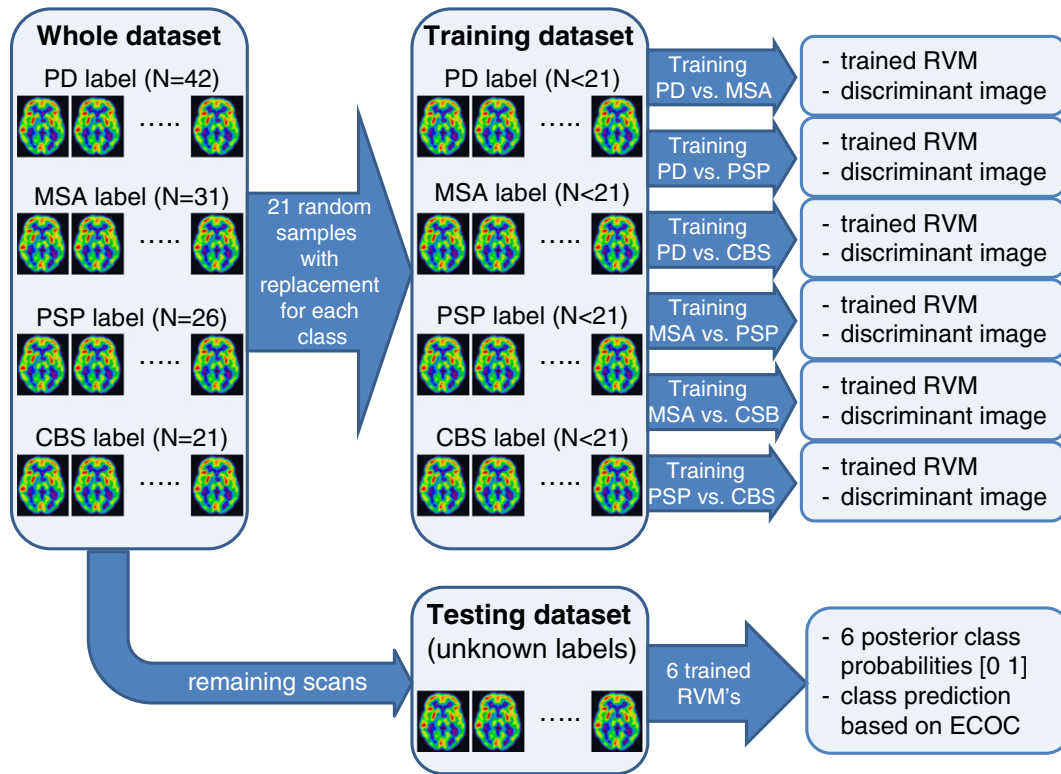 Whole dataset
PD label (N=42)
.....
MSA label (N=31)
.....
PSP label (N=26)
.....
CBS label (N=21)
.....
21 random
samples
with
replacement
for each
class
Training dataset
PD label (N<21)
.....
MSA label (N<21)
.....
PSP label (N<21)
.....
CBS label (N<21)
.....
Training
PD vs. MSA
- trained RVM
- discriminant image
Training
PD vs. PSP
- trained RVM
- discriminant image
Training
PD vs. CBS
- trained RVM
- discriminant image
Training
MSA vs. PSP
- trained RVM
- discriminant image
Training
MSA vs. CSB
- trained RVM
- discriminant image
Training
PSP vs. CBS
- trained RVM
- discriminant image
remaining scans
Testing dataset
(unknown labels)
.....
6 trained
RVM's
- 6 posterior class
probabilities [0 1]
- class prediction
based on ECOC